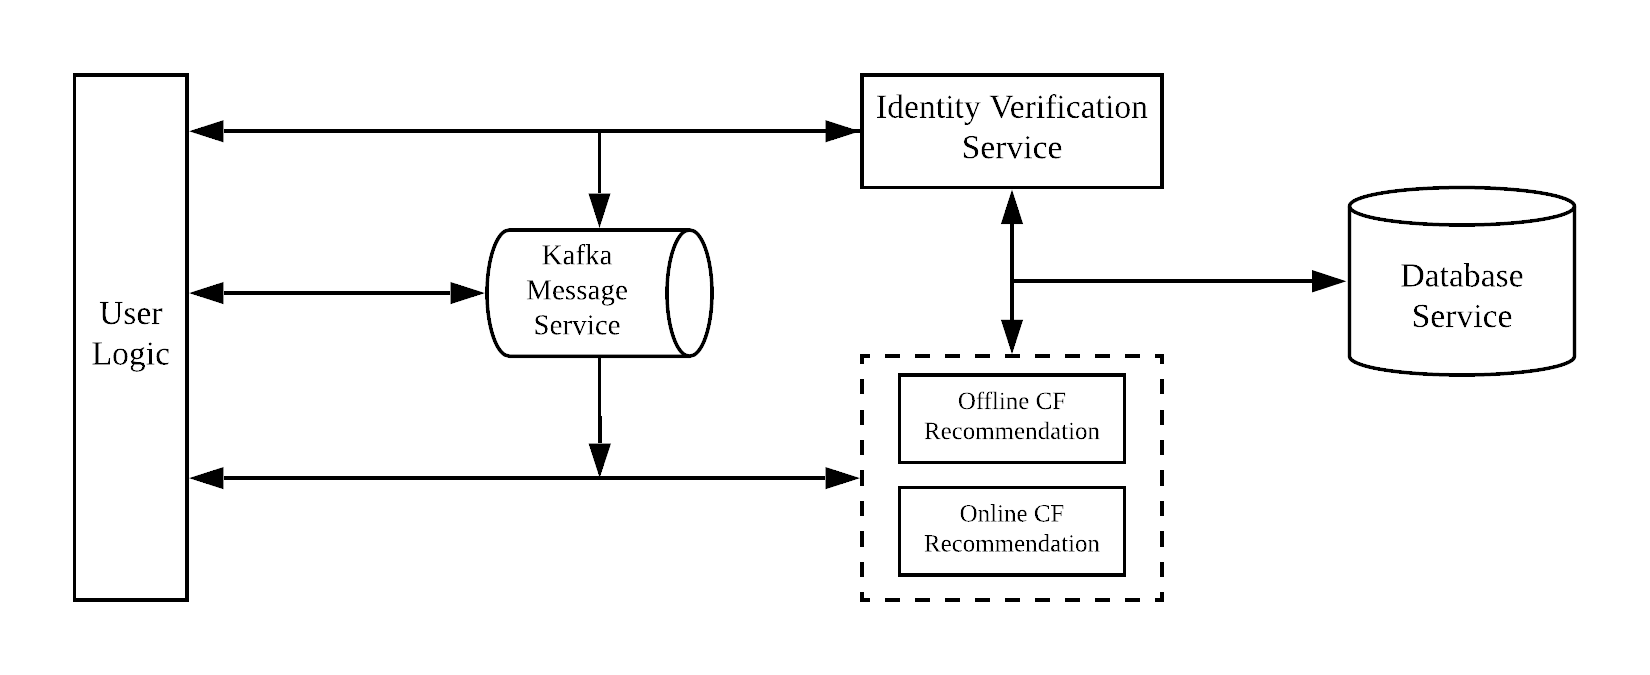 Identity Verification
Service
Kafka
Message
Service
User
Logic
Database
Service
Offline CF
Recommendation
Online CF
Recommendation